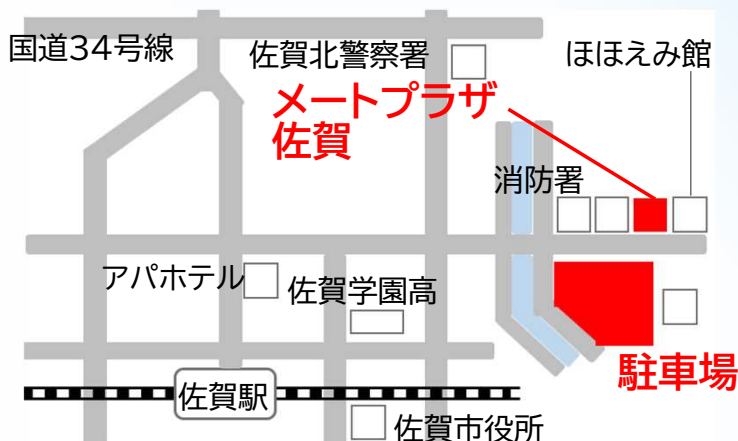 国道34号線
佐賀北警察署
ほほえみ館
メートプラザ
佐賀
消防署
アパホテル
佐賀学園高
駐車場
佐賀駅
佐賀市役所